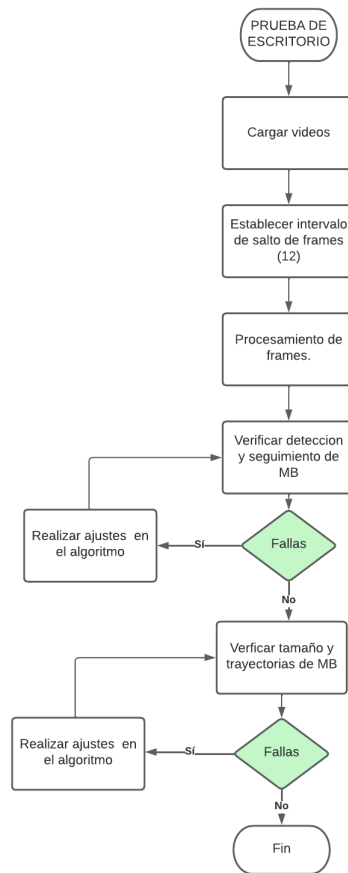 PRUEBA DE
ESCRITORIO
Cargar videos
Establecer intervalo
de salto de frames
(12)
Procesamiento de
frames.
Verificar deteccion
y seguimiento de
MB
Realizar ajustes en
el algoritmo
Sí
Fallas
No
Verficar tamaño y
trayectorias de MB
Realizar ajustes en
el algoritmo
Sí
Fallas
No
Fin